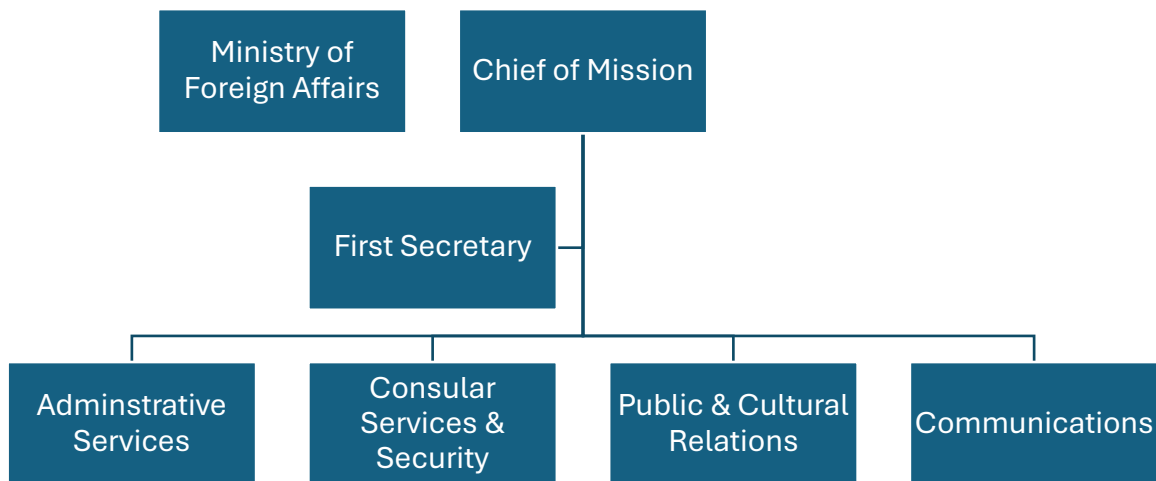 Ministry of
Foreign Affairs
Chief of Mission
First Secretary
Adminstrative
Services
Consular
Services &
Security
Public & Cultural
Relations
Communications